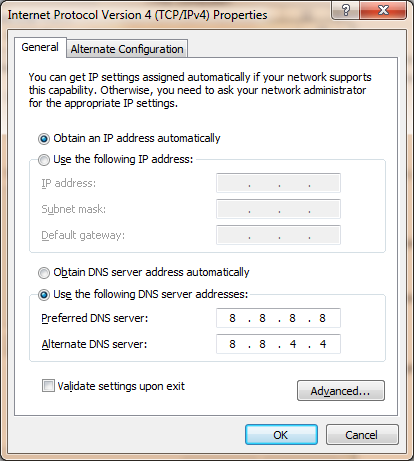 Internet Protocol Version 4 (TCP/IPv4) Properties
General
Alternate Configuration
You can get IP settings assigned automatically if your network supports
this capability. Otherwise, you need to ask your network administrator
for the appropriate IP settings.
Obtain an IP address automatically
Use the following IP address:
IP address: . . .
Subnet mask: . . .
Default gateway: . . .
Obtain DNS server address automatically
Use the following DNS server addresses:
Preferred DNS server: 8 . 8 . 8 . 8
Alternate DNS server: 8 . 8 . 4 . 4
Validate settings upon exit
Advanced...
OK
Cancel